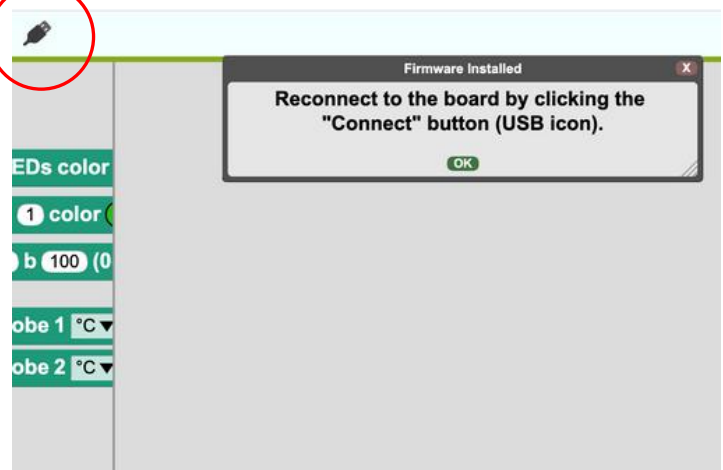 Firmware Installed
X
Reconnect to the board by clicking the
"Connect" button (USB icon).
OK
EDs color
1 color
b 100 (0
obe 1 °C▼
obe 2 °C▼